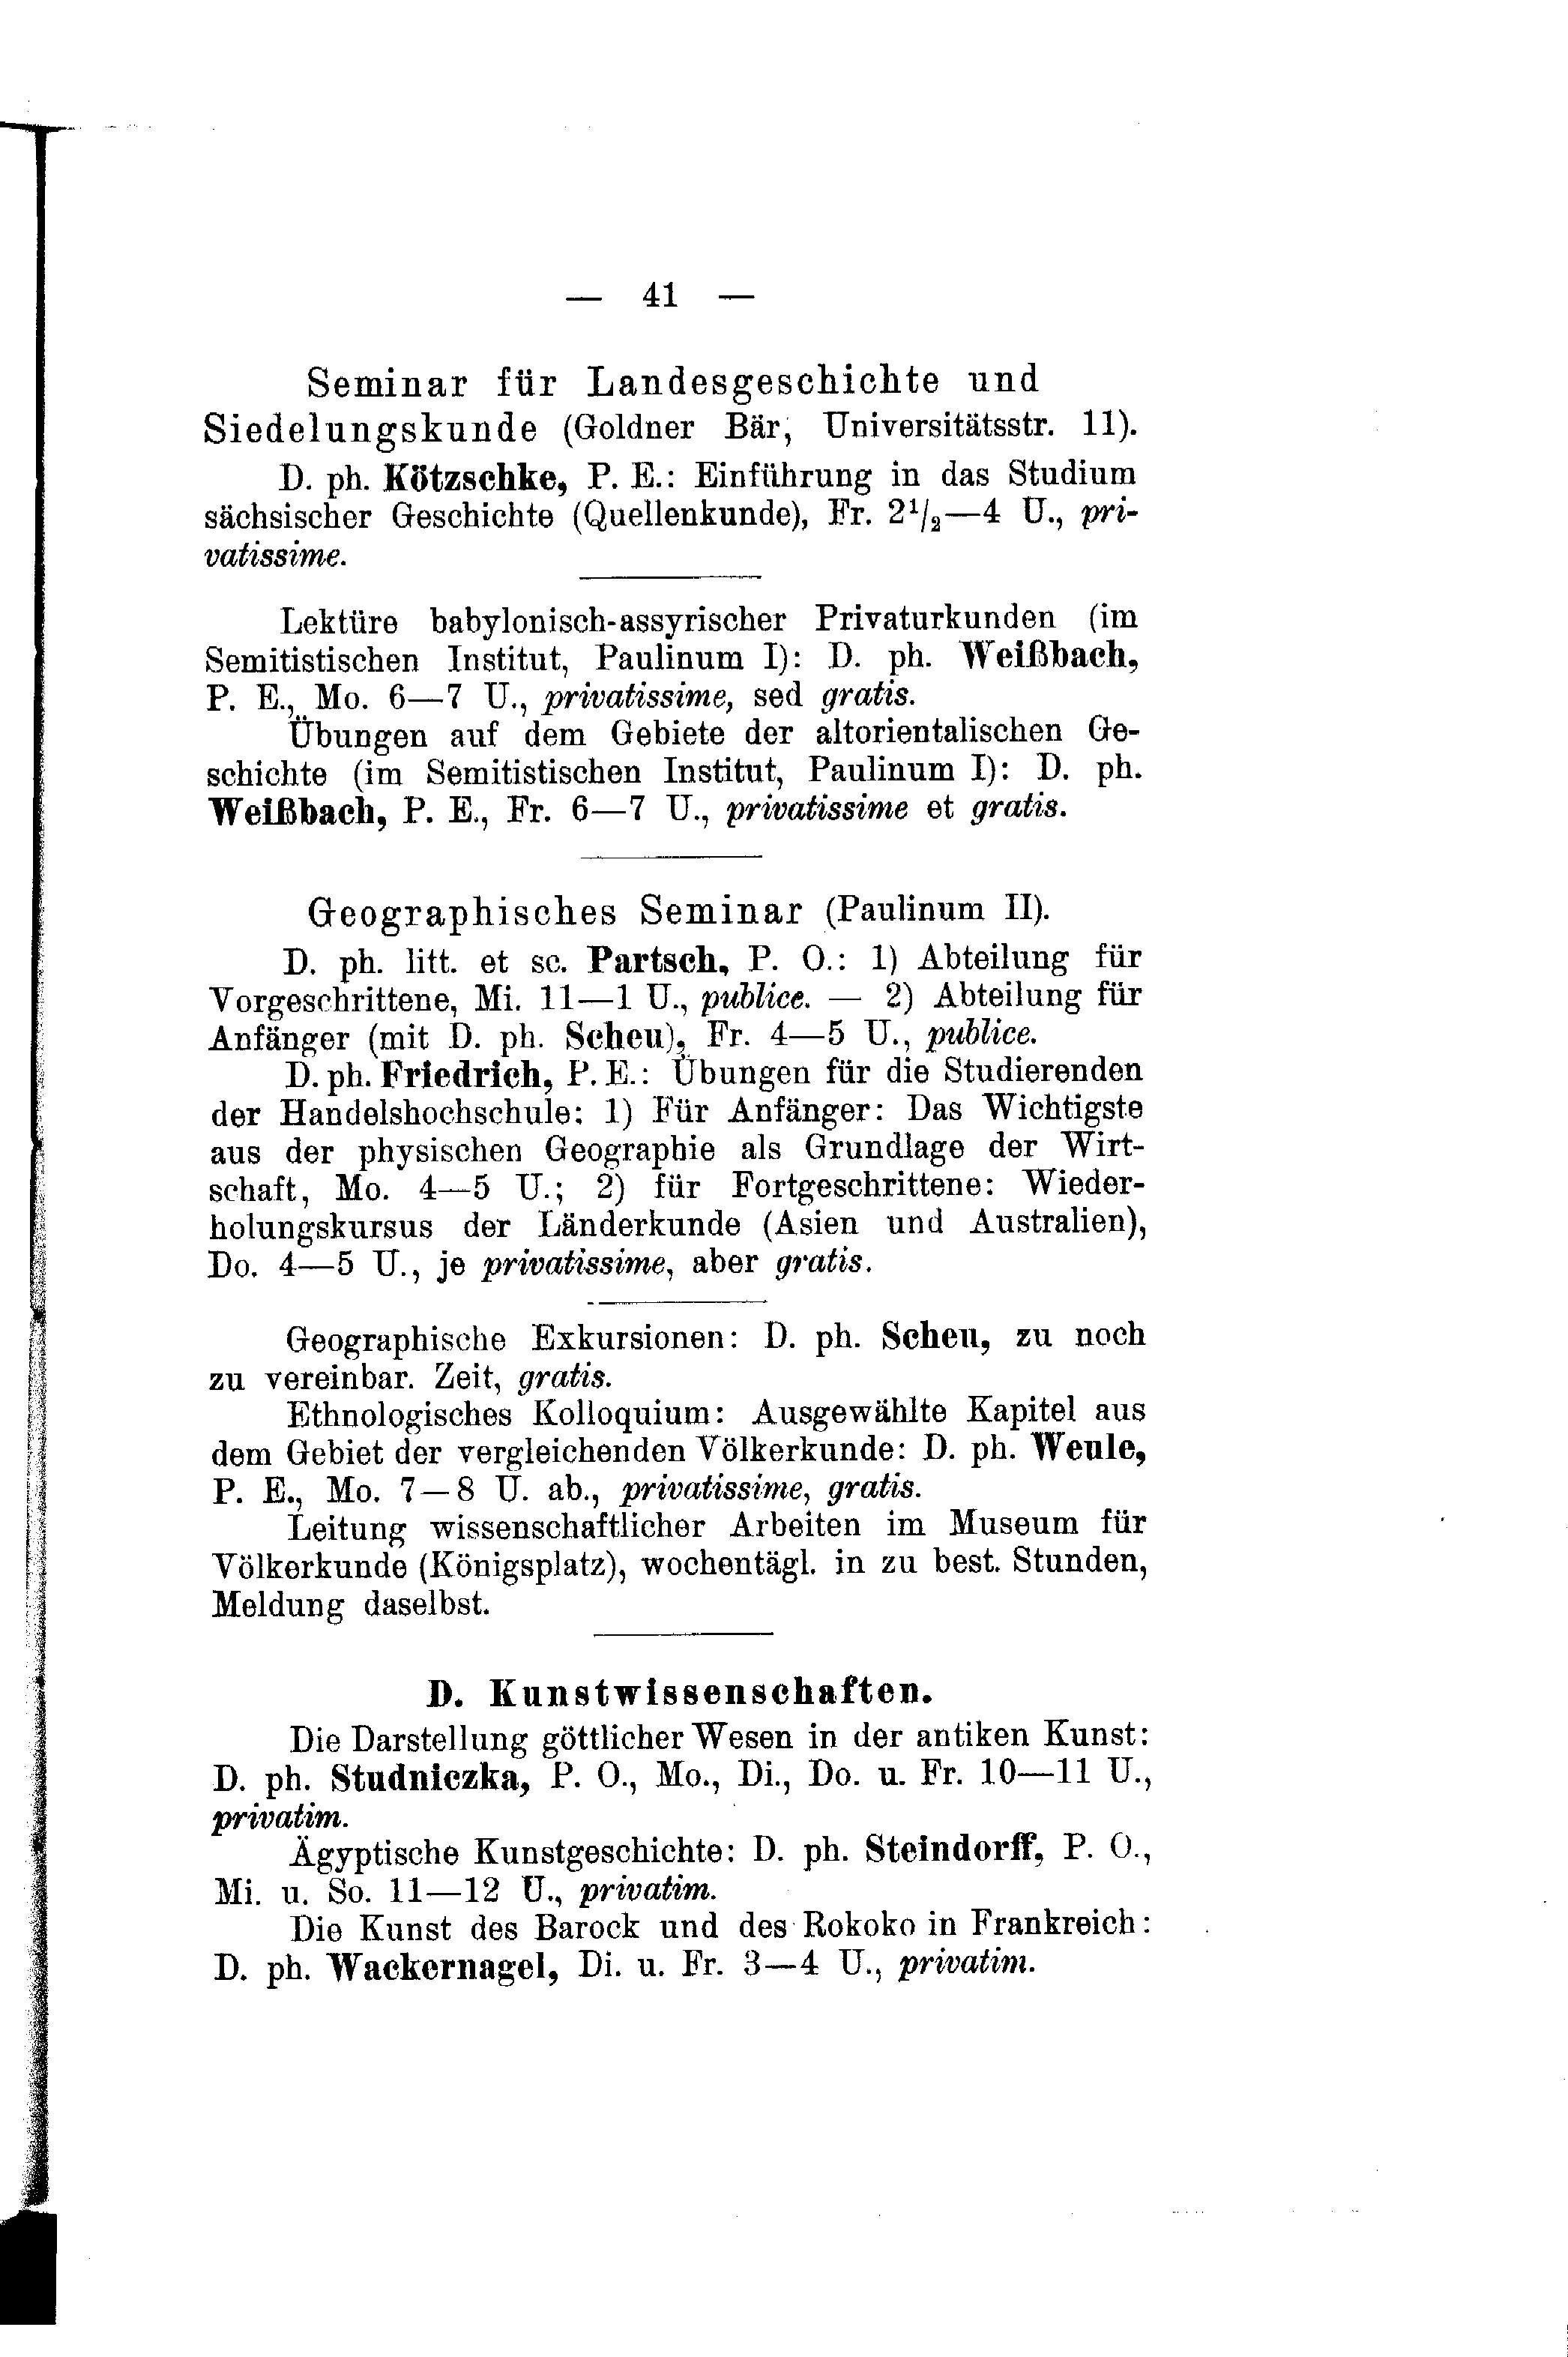 — 41 —
Seminar für Landesgeschichte und
Siedelungskunde (Goldner Bär, Universitätsstr. 11).
D. ph. Kötzschke, P. E.: Einführung in das Studium
sächsischer Geschichte (Quellenkunde), Fr. 2¹/₂—4 U., pri-
vatissime.
Lektüre babylonisch-assyrischer Privaturkunden (im
Semitistischen Institut, Paulinum I): D. ph. Weißbach,
P. E., Mo. 6—7 U., privatissime, sed gratis.
Übungen auf dem Gebiete der altorientalischen Ge-
schichte (im Semitistischen Institut, Paulinum I): D. ph.
Weißbach, P. E., Fr. 6—7 U., privatissime et gratis.
Geographisches Seminar (Paulinum II).
D. ph. litt. et sc. Partsch, P. O.: 1) Abteilung für
Vorgeschrittene, Mi. 11—1 U., publice. — 2) Abteilung für
Anfänger (mit D. ph. Scheu), Fr. 4—5 U., publice.
D. ph. Friedrich, P. E.: Übungen für die Studierenden
der Handelshochschule: 1) Für Anfänger: Das Wichtigste
aus der physischen Geographie als Grundlage der Wirt-
schaft, Mo. 4—5 U.; 2) für Fortgeschrittene: Wieder-
holungskursus der Länderkunde (Asien und Australien),
Do. 4—5 U., je privatissime, aber gratis.
Geographische Exkursionen: D. ph. Scheu, zu noch
zu vereinbar. Zeit, gratis.
Ethnologisches Kolloquium: Ausgewählte Kapitel aus
dem Gebiet der vergleichenden Völkerkunde: D. ph. Weule,
P. E., Mo. 7—8 U. ab., privatissime, gratis.
Leitung wissenschaftlicher Arbeiten im Museum für
Völkerkunde (Königsplatz), wochentägl. in zu best. Stunden,
Meldung daselbst.
D. Kunstwissenschaften.
Die Darstellung göttlicher Wesen in der antiken Kunst:
D. ph. Studniczka, P. O., Mo., Di., Do. u. Fr. 10—11 U.,
privatim.
Ägyptische Kunstgeschichte: D. ph. Steindorff, P. O.,
Mi. u. So. 11—12 U., privatim.
Die Kunst des Barock und des Rokoko in Frankreich:
D. ph. Wackernagel, Di. u. Fr. 3—4 U., privatim.